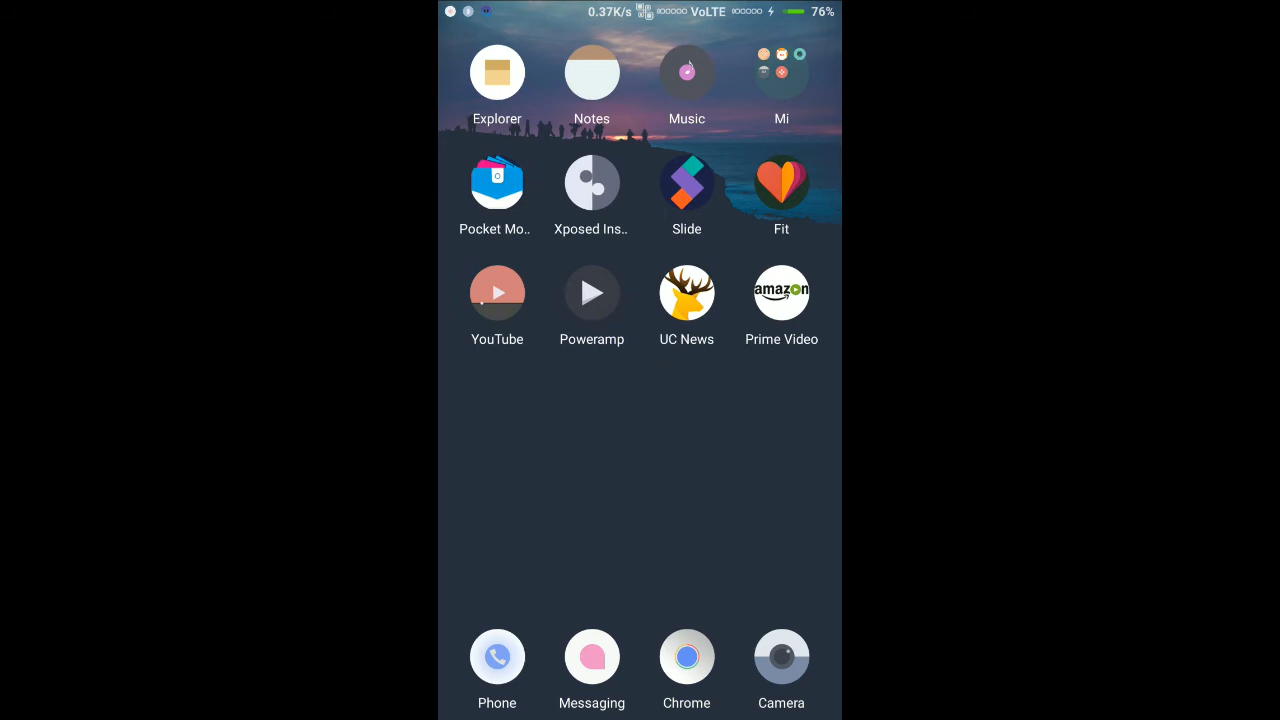 0.37K/s VoLTE 76%
Explorer Notes Music Mi
Pocket Mo.. Xposed Ins.. Slide Fit
amazon
YouTube Poweramp UC News Prime Video
Phone Messaging Chrome Camera